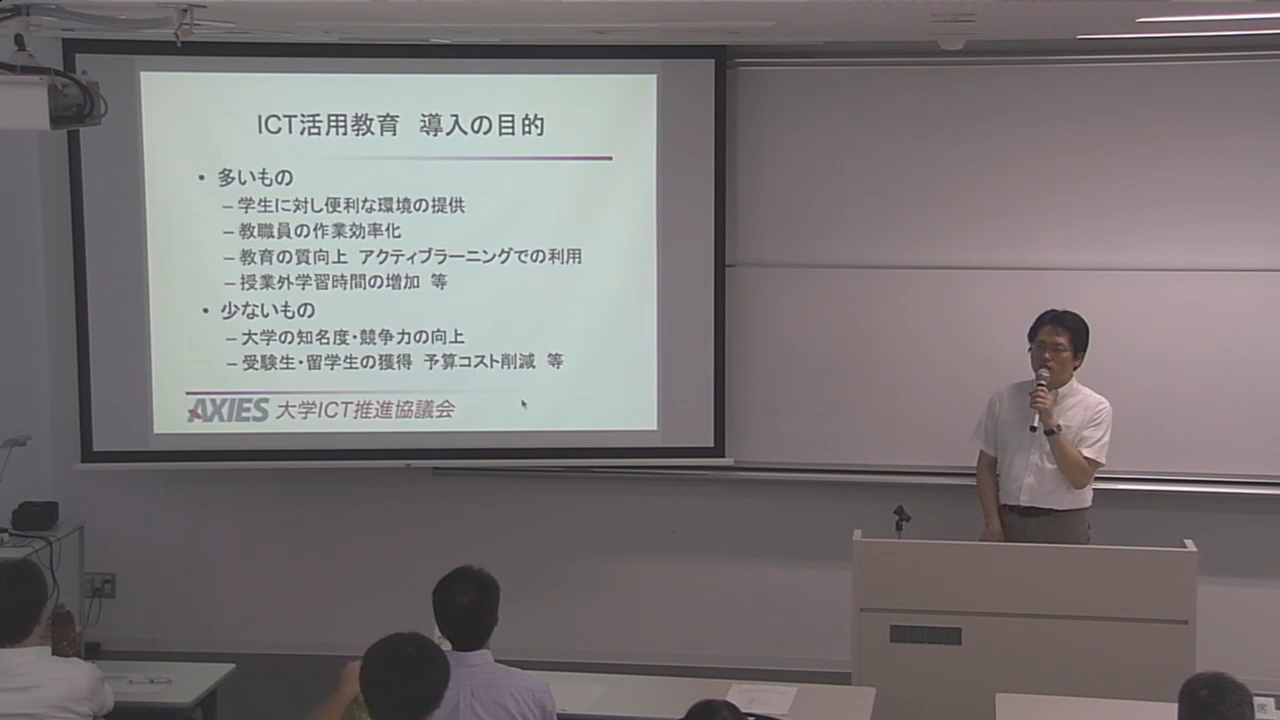 ICT活用教育 導入の目的
• 多いもの
– 学生に対し便利な環境の提供
– 教職員の作業効率化
– 教育の質向上 アクティブラーニングでの利用
– 授業外学習時間の増加 等
• 少ないもの
– 大学の知名度・競争力の向上
– 受験生・留学生の獲得 予算コスト削減 等
AXIES 大学ICT推進協議会